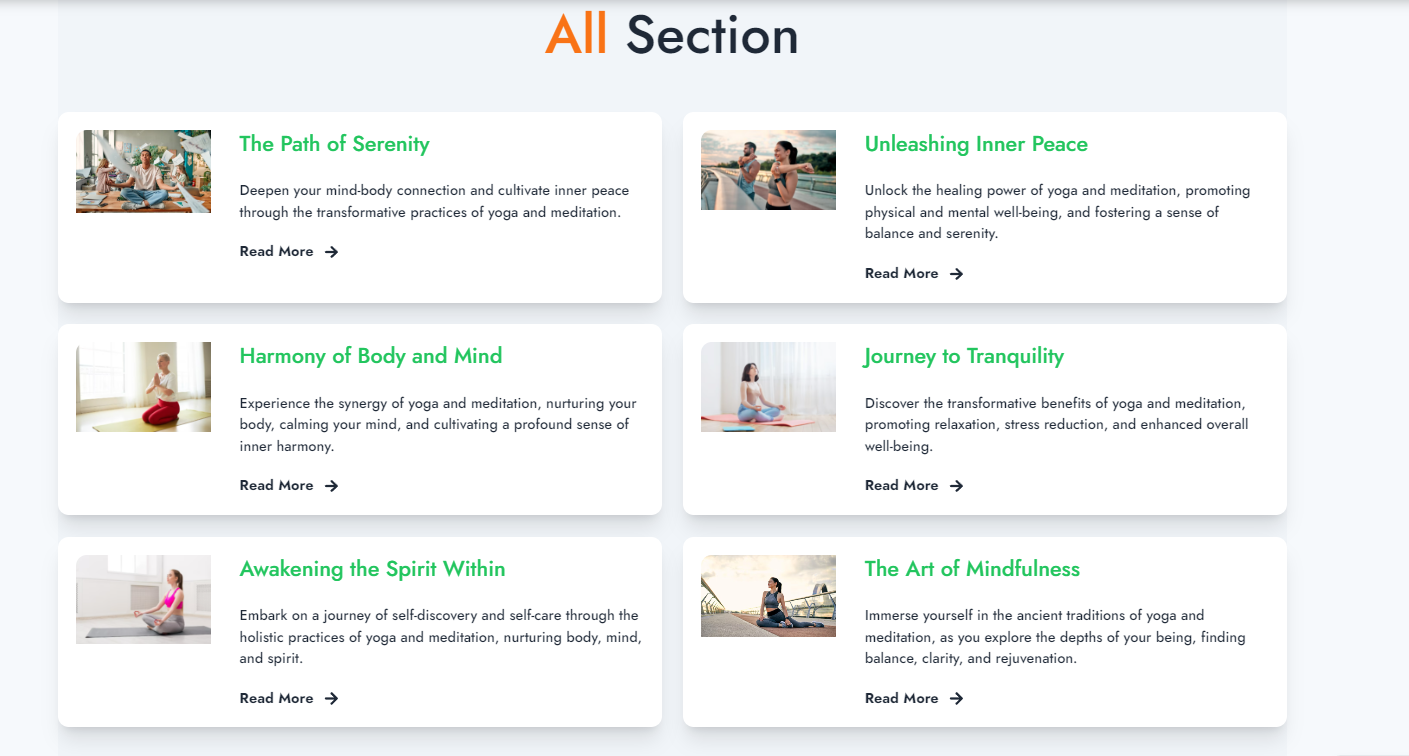 All Section
The Path of Serenity
Deepen your mind-body connection and cultivate inner peace
through the transformative practices of yoga and meditation.
Read More
Unleashing Inner Peace
Unlock the healing power of yoga and meditation, promoting
physical and mental well-being, and fostering a sense of
balance and serenity.
Read More
Harmony of Body and Mind
Experience the synergy of yoga and meditation, nurturing your
body, calming your mind, and cultivating a profound sense of
inner harmony.
Read More
Journey to Tranquility
Discover the transformative benefits of yoga and meditation,
promoting relaxation, stress reduction, and enhanced overall
well-being.
Read More
Awakening the Spirit Within
Embark on a journey of self-discovery and self-care through the
holistic practices of yoga and meditation, nurturing body, mind,
and spirit.
Read More
The Art of Mindfulness
Immerse yourself in the ancient traditions of yoga and
meditation, as you explore the depths of your being, finding
balance, clarity, and rejuvenation.
Read More